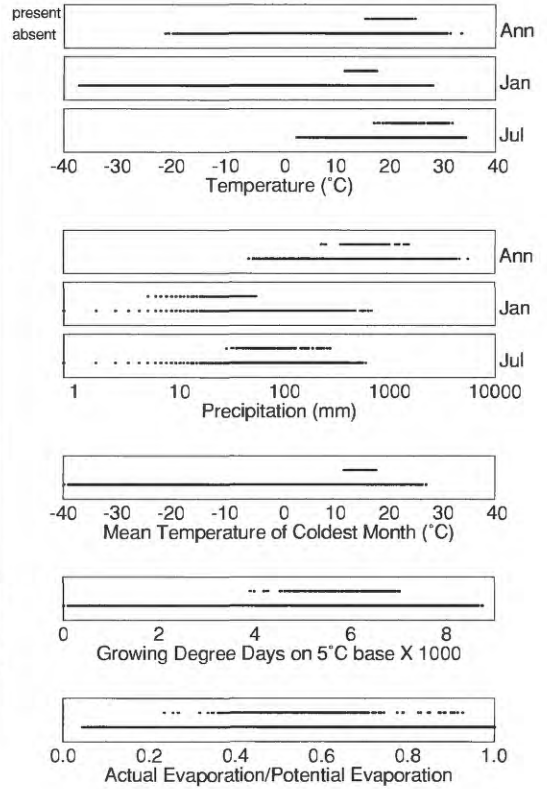 present
absent
Ann
Jan
Jul
-40 -30 -20 -10 0 10 20 30 40
Temperature (˚C)
Ann
Jan
Jul
1 10 100 1000 10000
Precipitation (mm)
-40 -30 -20 -10 0 10 20 30 40
Mean Temperature of Coldest Month (˚C)
0 2 4 6 8
Growing Degree Days on 5˚C base X 1000
0.0 0.2 0.4 0.6 0.8 1.0
Actual Evaporation/Potential Evaporation